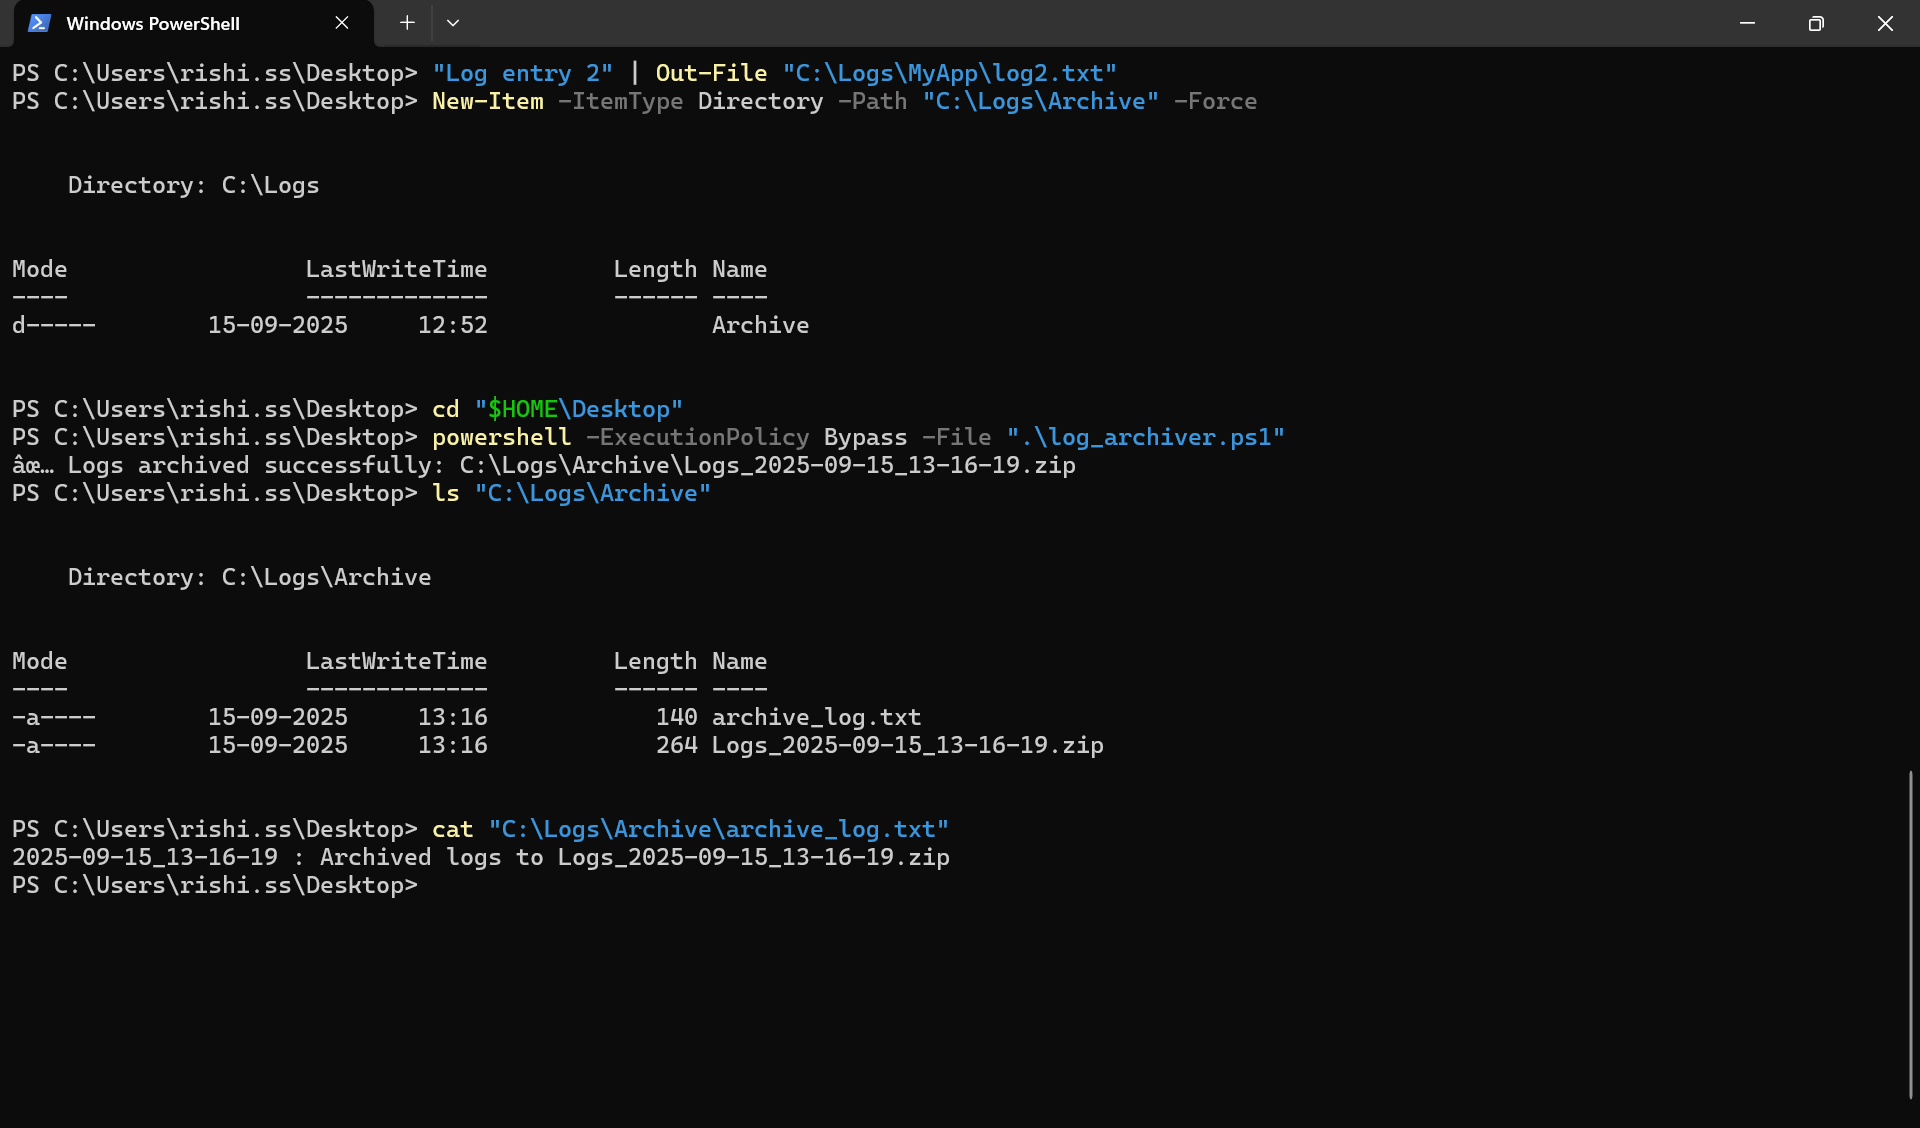 Windows PowerShell
PS C:\Users\rishi.ss\Desktop> "Log entry 2" | Out-File "C:\Logs\MyApp\log2.txt"
PS C:\Users\rishi.ss\Desktop> New-Item -ItemType Directory -Path "C:\Logs\Archive" -Force
Directory: C:\Logs
Mode LastWriteTime Length Name
---- ------------- ------ ----
d----- 15-09-2025 12:52 Archive
PS C:\Users\rishi.ss\Desktop> cd "$HOME\Desktop"
PS C:\Users\rishi.ss\Desktop> powershell -ExecutionPolicy Bypass -File ".\log_archiver.ps1"
âœ… Logs archived successfully: C:\Logs\Archive\Logs_2025-09-15_13-16-19.zip
PS C:\Users\rishi.ss\Desktop> ls "C:\Logs\Archive"
Directory: C:\Logs\Archive
Mode LastWriteTime Length Name
---- ------------- ------ ----
-a---- 15-09-2025 13:16 140 archive_log.txt
-a---- 15-09-2025 13:16 264 Logs_2025-09-15_13-16-19.zip
PS C:\Users\rishi.ss\Desktop> cat "C:\Logs\Archive\archive_log.txt"
2025-09-15_13-16-19 : Archived logs to Logs_2025-09-15_13-16-19.zip
PS C:\Users\rishi.ss\Desktop>